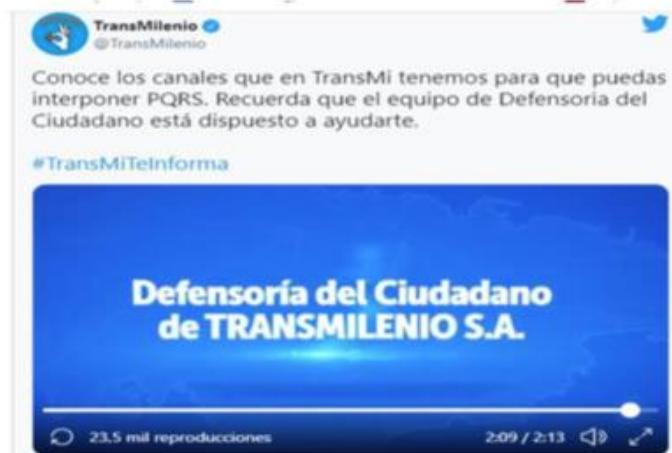 TransMilenio
@TransMilenio
Conoce los canales que en TransMi tenemos para que puedas
interponer PQRS. Recuerda que el equipo de Defensoria del
Ciudadano está dispuesto a ayudarte.
#TransMiTeInforma
Defensoría del Ciudadano
de TRANSMILENIO S.A.
23,5 mil reproducciones
2:09 / 2:13